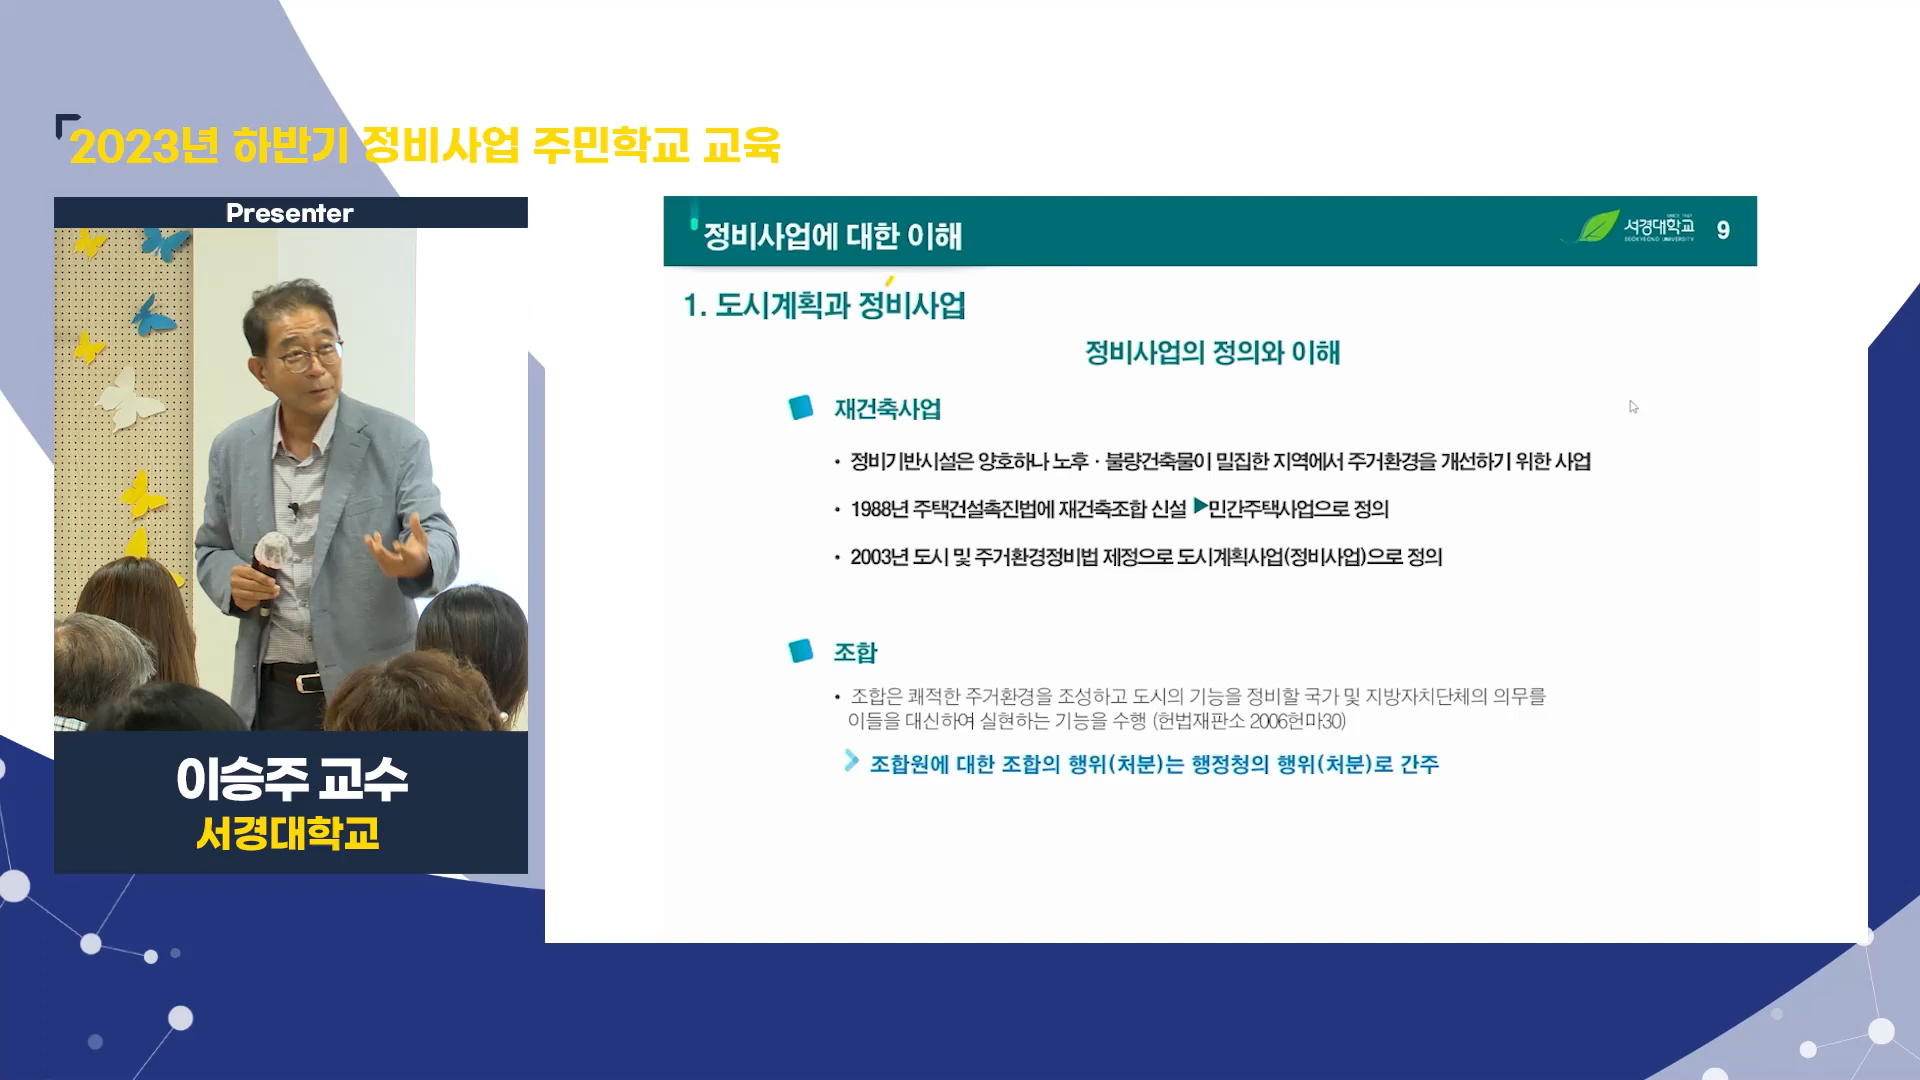 2023년 하반기 정비사업 주민학교 교육
Presenter
이승주 교수
서경대학교
정비사업에 대한 이해
SINCE 1947
서경대학교
SEOKYEONG UNIVERSITY
9
1. 도시계획과 정비사업
정비사업의 정의와 이해
재건축사업
• 정비기반시설은 양호하나 노후 · 불량건축물이 밀집한 지역에서 주거환경을 개선하기 위한 사업
• 1988년 주택건설촉진법에 재건축조합 신설 ▶민간주택사업으로 정의
• 2003년 도시 및 주거환경정비법 제정으로 도시계획사업(정비사업)으로 정의
조합
• 조합은 쾌적한 주거환경을 조성하고 도시의 기능을 정비할 국가 및 지방자치단체의 의무를
이들을 대신하여 실현하는 기능을 수행 (헌법재판소 2006헌마30)
조합원에 대한 조합의 행위(처분)는 행정청의 행위(처분)로 간주